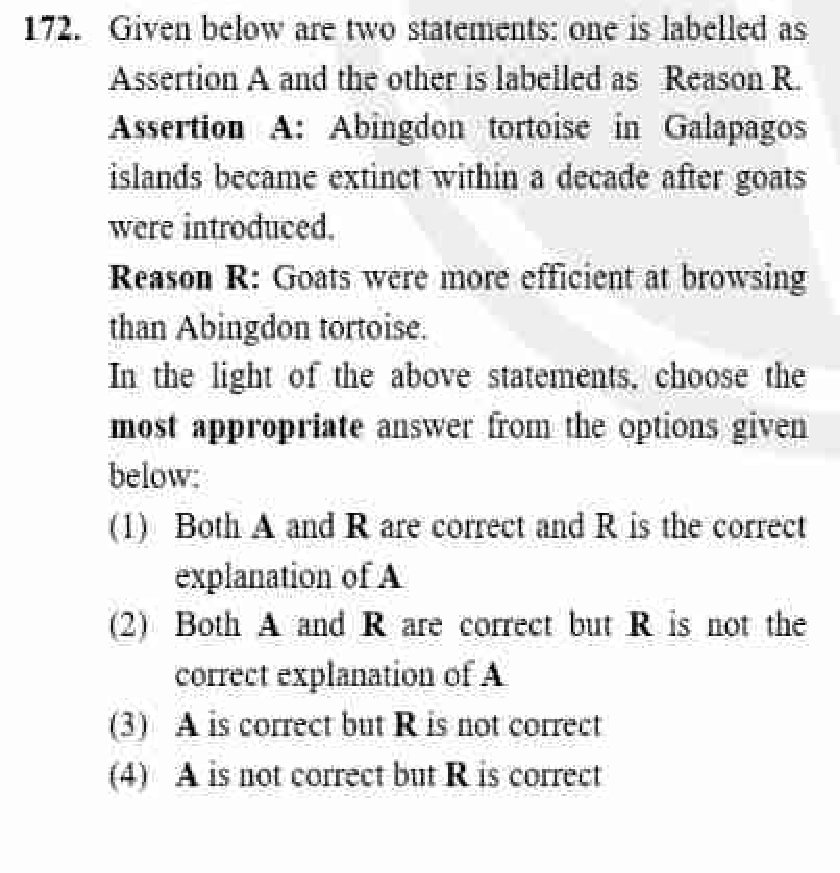 172. Given below are two statements: one is labelled as
Assertion A and the other is labelled as Reason R.
Assertion A: Abingdon tortoise in Galapagos
islands became extinct within a decade after goats
were introduced.
Reason R: Goats were more efficient at browsing
than Abingdon tortoise.
In the light of the above statements, choose the
most appropriate answer from the options given
below:
(1) Both A and R are correct and R is the correct
explanation of A
(2) Both A and R are correct but R is not the
correct explanation of A
(3) A is correct but R is not correct
(4) A is not correct but R is correct